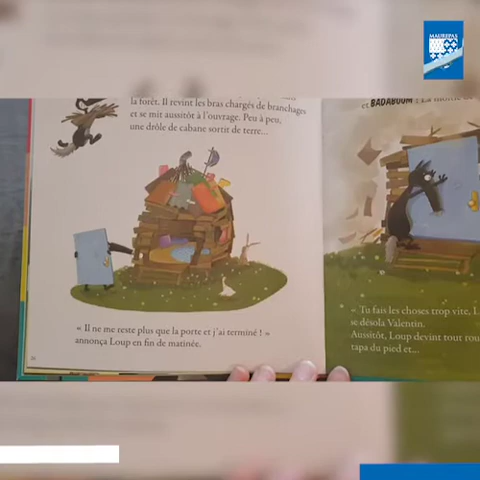 MAUREPAS
la forêt. Il revint les bras chargés de branchages
et se mit aussitôt à l'ouvrage. Peu à peu,
une drôle de cabane sortit de terre...
« Il ne me reste plus que la porte et j'ai terminé ! »
annonça Loup en fin de matinée.
et BADABOUM !
« Tu fais les choses trop vite, L
se désola Valentin.
Aussitôt, Loup devint tout rou
tapa du pied et...